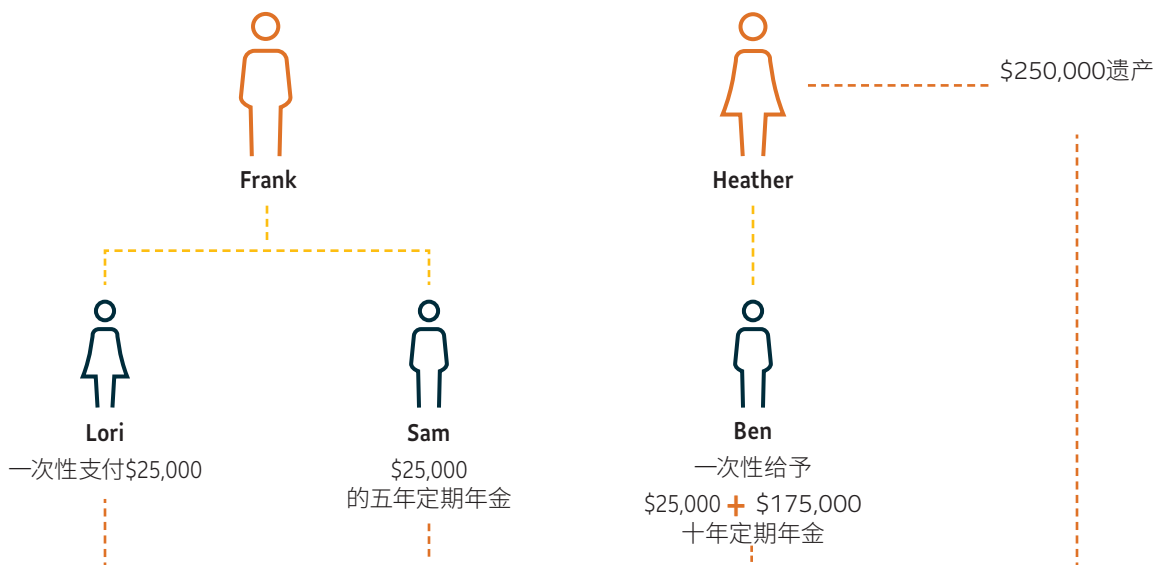 $250,000遗产
Frank
Heather
Lori
一次性支付$25,000
Sam
$25,000
的五年定期年金
Ben
一次性给予
$25,000 + $175,000
十年定期年金